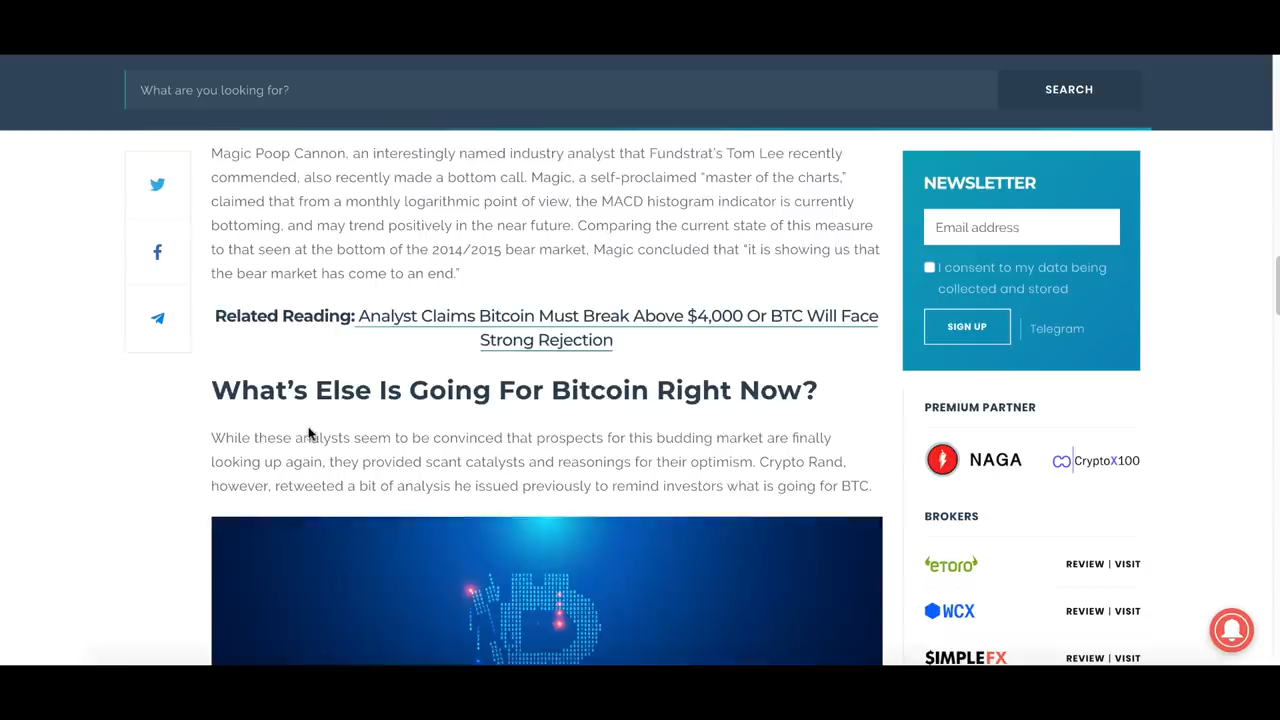 What are you looking for?
SEARCH
Magic Poop Cannon, an interestingly named industry analyst that Fundstrat's Tom Lee recently
commended, also recently made a bottom call. Magic, a self-proclaimed “master of the charts,”
claimed that from a monthly logarithmic point of view, the MACD histogram indicator is currently
bottoming, and may trend positively in the near future. Comparing the current state of this measure
to that seen at the bottom of the 2014/2015 bear market, Magic concluded that “it is showing us that
the bear market has come to an end.”
Related Reading: Analyst Claims Bitcoin Must Break Above $4,000 Or BTC Will Face
Strong Rejection
What’s Else Is Going For Bitcoin Right Now?
While these analysts seem to be convinced that prospects for this budding market are finally
looking up again, they provided scant catalysts and reasonings for their optimism. Crypto Rand,
however, retweeted a bit of analysis he issued previously to remind investors what is going for BTC.
NEWSLETTER
Email address
I consent to my data being
collected and stored
SIGN UP
Telegram
PREMIUM PARTNER
NAGA
CryptoX100
BROKERS
eToro
REVIEW | VISIT
WCX
REVIEW | VISIT
$IMPLEFX
REVIEW | VISIT